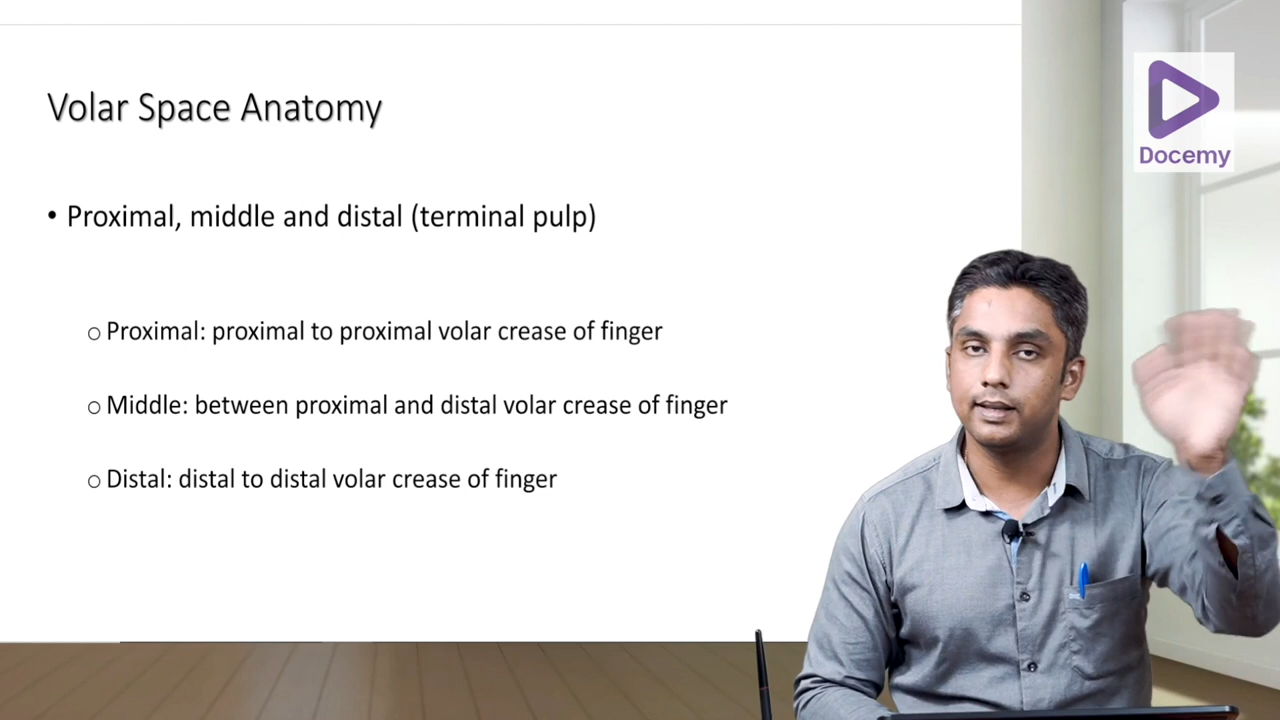 Volar Space Anatomy
• Proximal, middle and distal (terminal pulp)
o Proximal: proximal to proximal volar crease of finger
o Middle: between proximal and distal volar crease of finger
o Distal: distal to distal volar crease of finger
Docemy